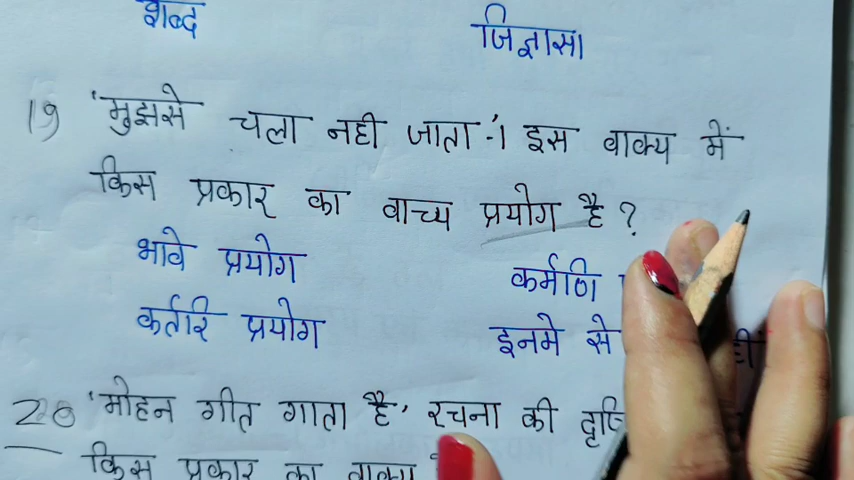 शब्द जिज्ञासा
19) 'मुझसे चला नही जाता -'। इस वाक्य में
किस प्रकार का वाच्य प्रयोग है ?
भावे प्रयोग कर्मणि
कर्तरि प्रयोग इनमे से
20 'मोहन गीत गाता है' रचना की
किस प्रकार का वाक्य